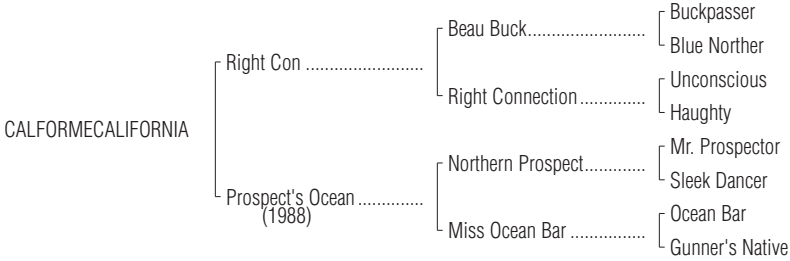 Buckpasser
Beau Buck........................
Blue Norther
Right Con ........................
Unconscious
Right Connection..............
Haughty
CALFORMECALIFORNIA
Mr. Prospector
Northern Prospect.............
Sleek Dancer
Prospect's Ocean ..............
(1988)
Ocean Bar
Miss Ocean Bar ................
Gunner's Native